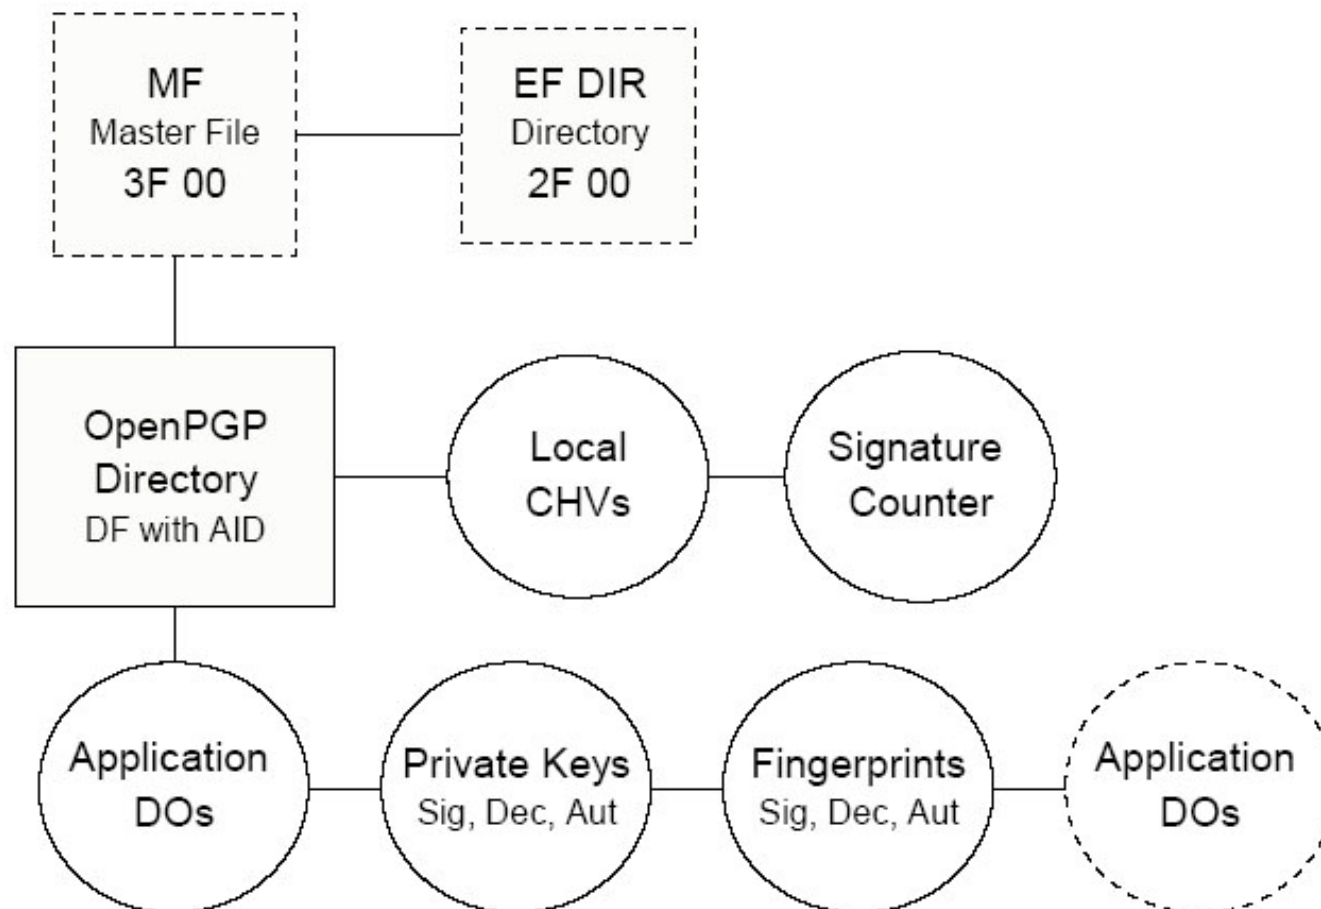 MF
Master File
3F 00
EF DIR
Directory
2F 00
OpenPGP
Directory
DF with AID
Local
CHVs
Signature
Counter
Application
DOs
Private Keys
Sig, Dec, Aut
Fingerprints
Sig, Dec, Aut
Application
DOs